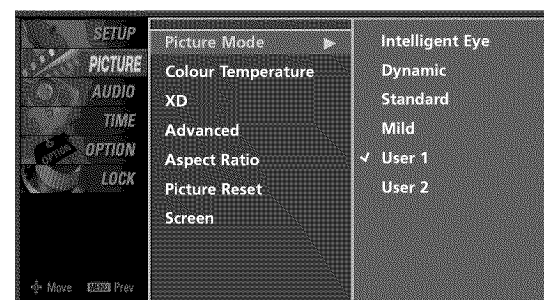 SETUP
PICTURE
AUDIO
TIME
OPTION
OPTION
LOCK
Move MENU Prev
Picture Mode
Colour Temperature
XD
Advanced
Aspect Ratio
Picture Reset
Screen
Intelligent Eye
Dynamic
Standard
Mild
✓ User 1
User 2